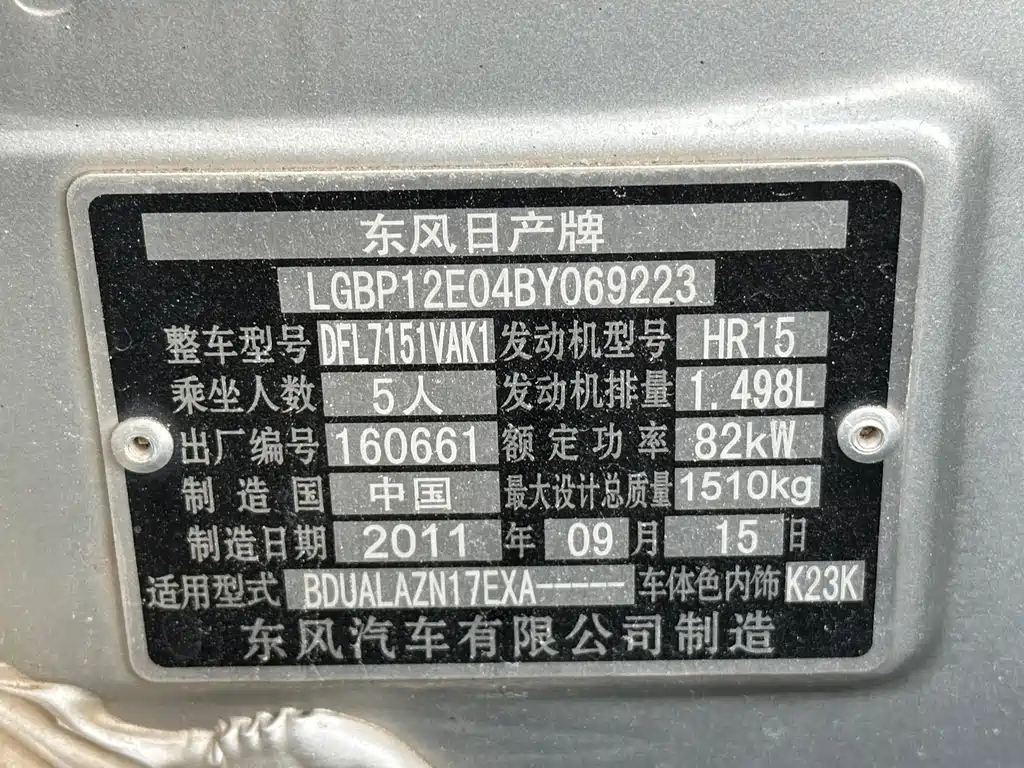 东风日产牌
LGBP12E04BY069223
整车型号 DFL7151VAK1 发动机型号 HR15
乘坐人数 5人 发动机排量 1.498L
出厂编号 160661 额定功率 82kW
制造国 中国 最大设计总质量 1510kg
制造日期 2011 年 09 月 15 日
适用型式 BDUALAZN17EXA----- 车体色内饰 K23K
东风汽车有限公司制造